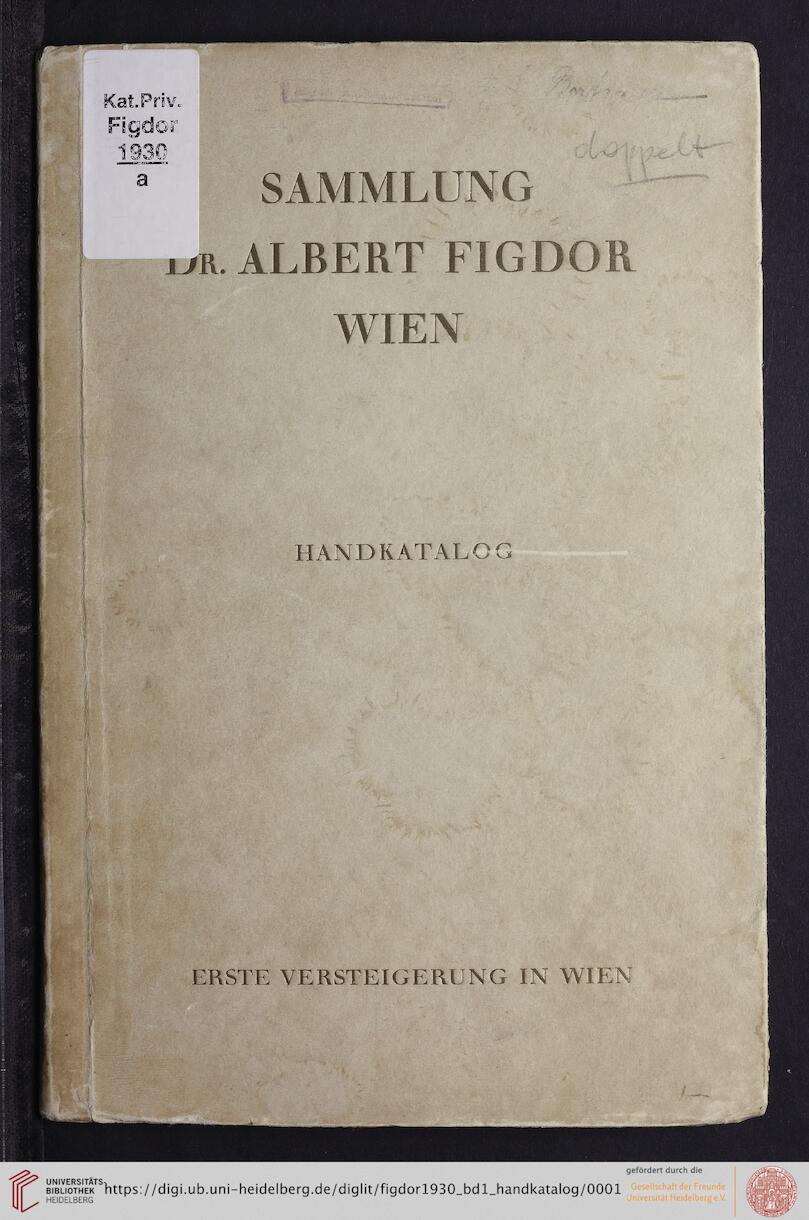 Kat.Priv.
Figdor
1930
a
doppelt
SAMMLUNG
DR. ALBERT FIGDOR
WIEN
HANDKATALOG
ERSTE VERSTEIGERUNG IN WIEN
UNIVERSITÄTS-
BIBLIOTHEK
HEIDELBERG
https://digi.ub.uni-heidelberg.de/diglit/figdor1930_bd1_handkatalog/0001
gefördert durch die
Gesellschaft der Freunde
Universität Heidelberg e.V.